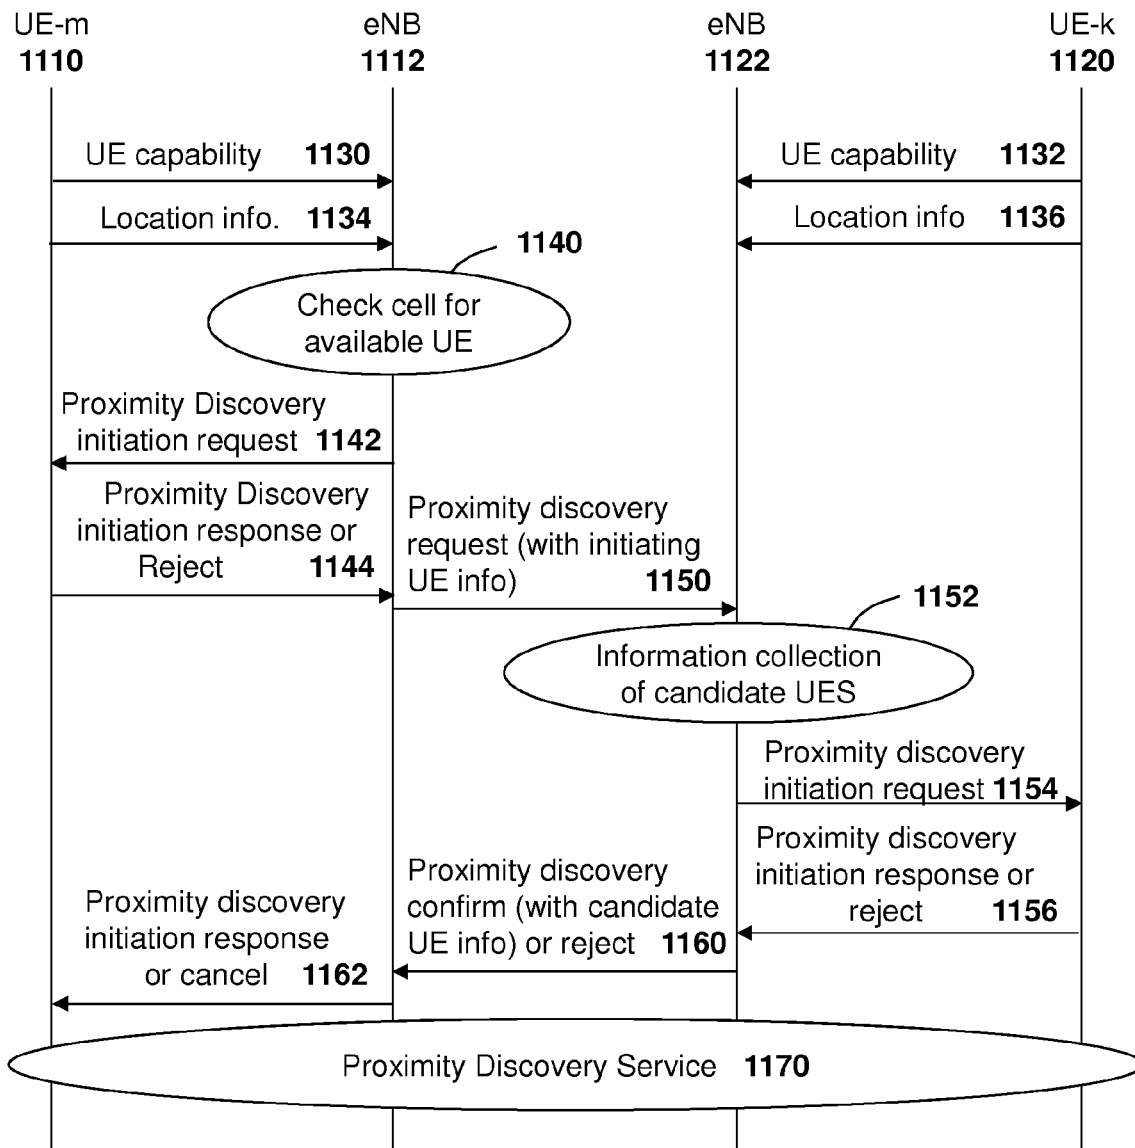 UE-m
1110
eNB
1112
eNB
1122
UE-k
1120
UE capability 1130
UE capability 1132
Location info. 1134
Location info 1136
1140
Check cell for
available UE
Proximity Discovery
initiation request 1142
Proximity Discovery
initiation response or
Reject 1144
Proximity discovery
request (with initiating
UE info) 1150
1152
Information collection
of candidate UES
Proximity discovery
initiation request 1154
Proximity discovery
initiation response or
reject 1156
Proximity discovery
confirm (with candidate
UE info) or reject 1160
Proximity discovery
initiation response
or cancel 1162
Proximity Discovery Service 1170